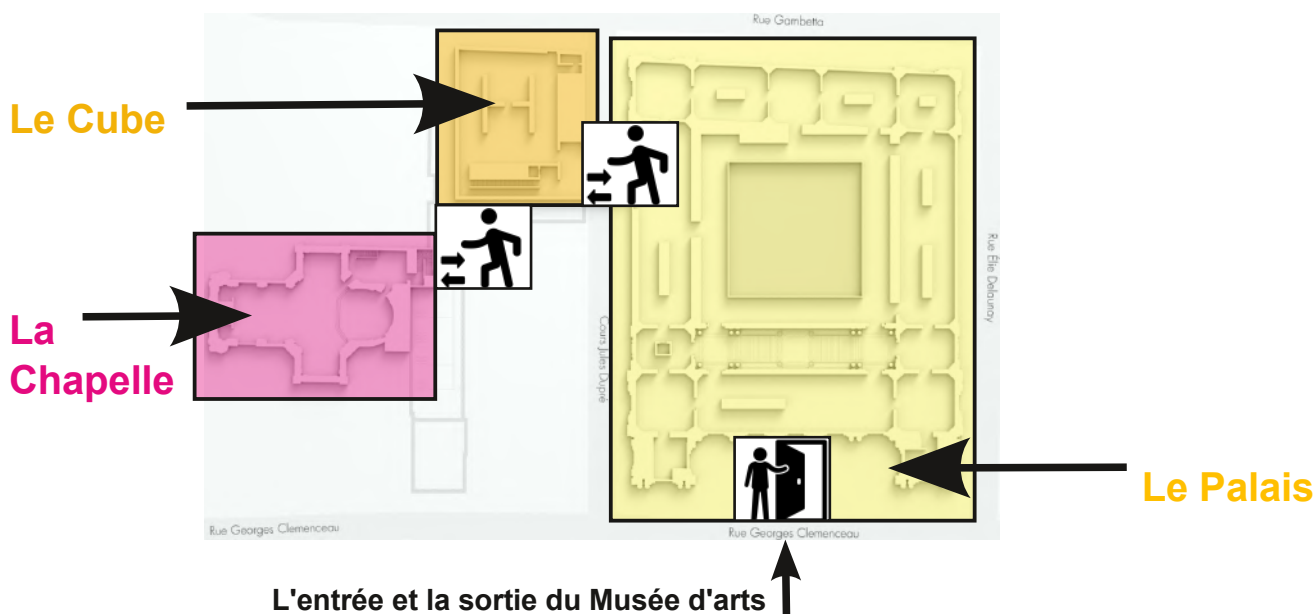 Rue Gambetta
Le Cube
Rue Élie Delaunay
La
Chapelle
Cours Jules Dupré
Le Palais
Rue Georges Clemenceau
Rue Georges Clemenceau
L'entrée et la sortie du Musée d'arts